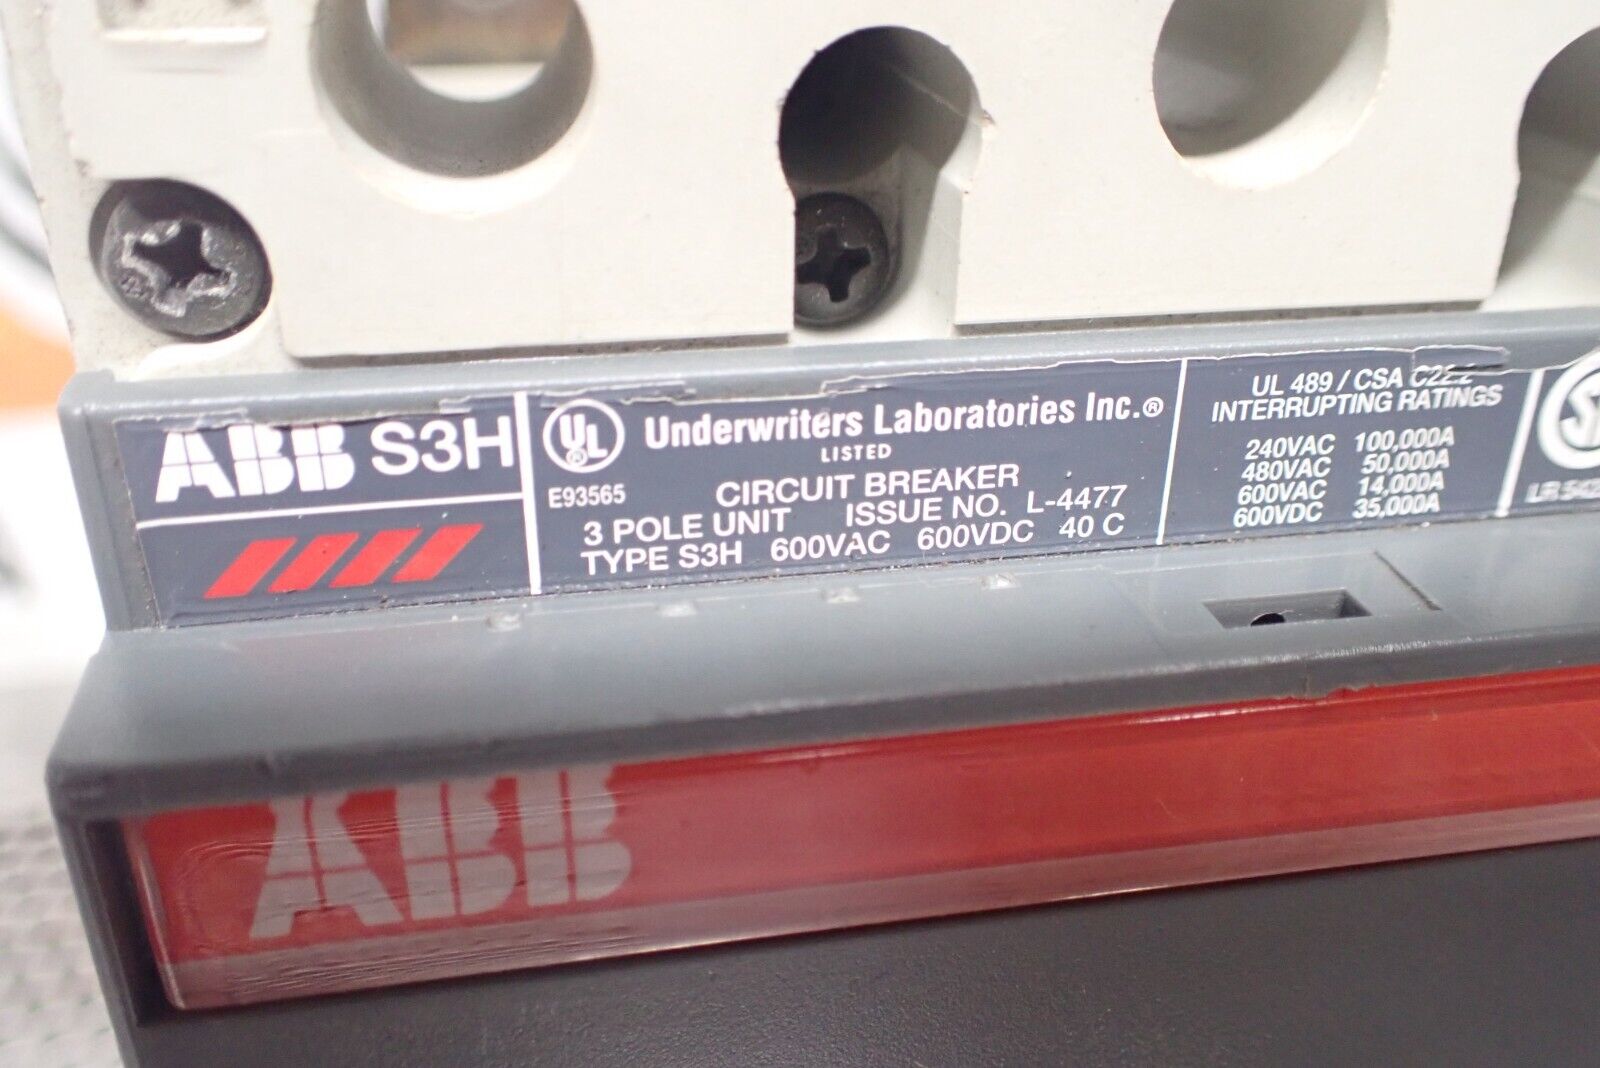 ABB S3H
UL
®
E93565
Underwriters Laboratories Inc.®
LISTED
CIRCUIT BREAKER
3 POLE UNIT ISSUE NO. L-4477
TYPE S3H 600VAC 600VDC 40 C
UL 489 / CSA C22.2
INTERRUPTING RATINGS
240VAC 100,000A
480VAC 50,000A
600VAC 14,000A
600VDC 35,000A
ABB